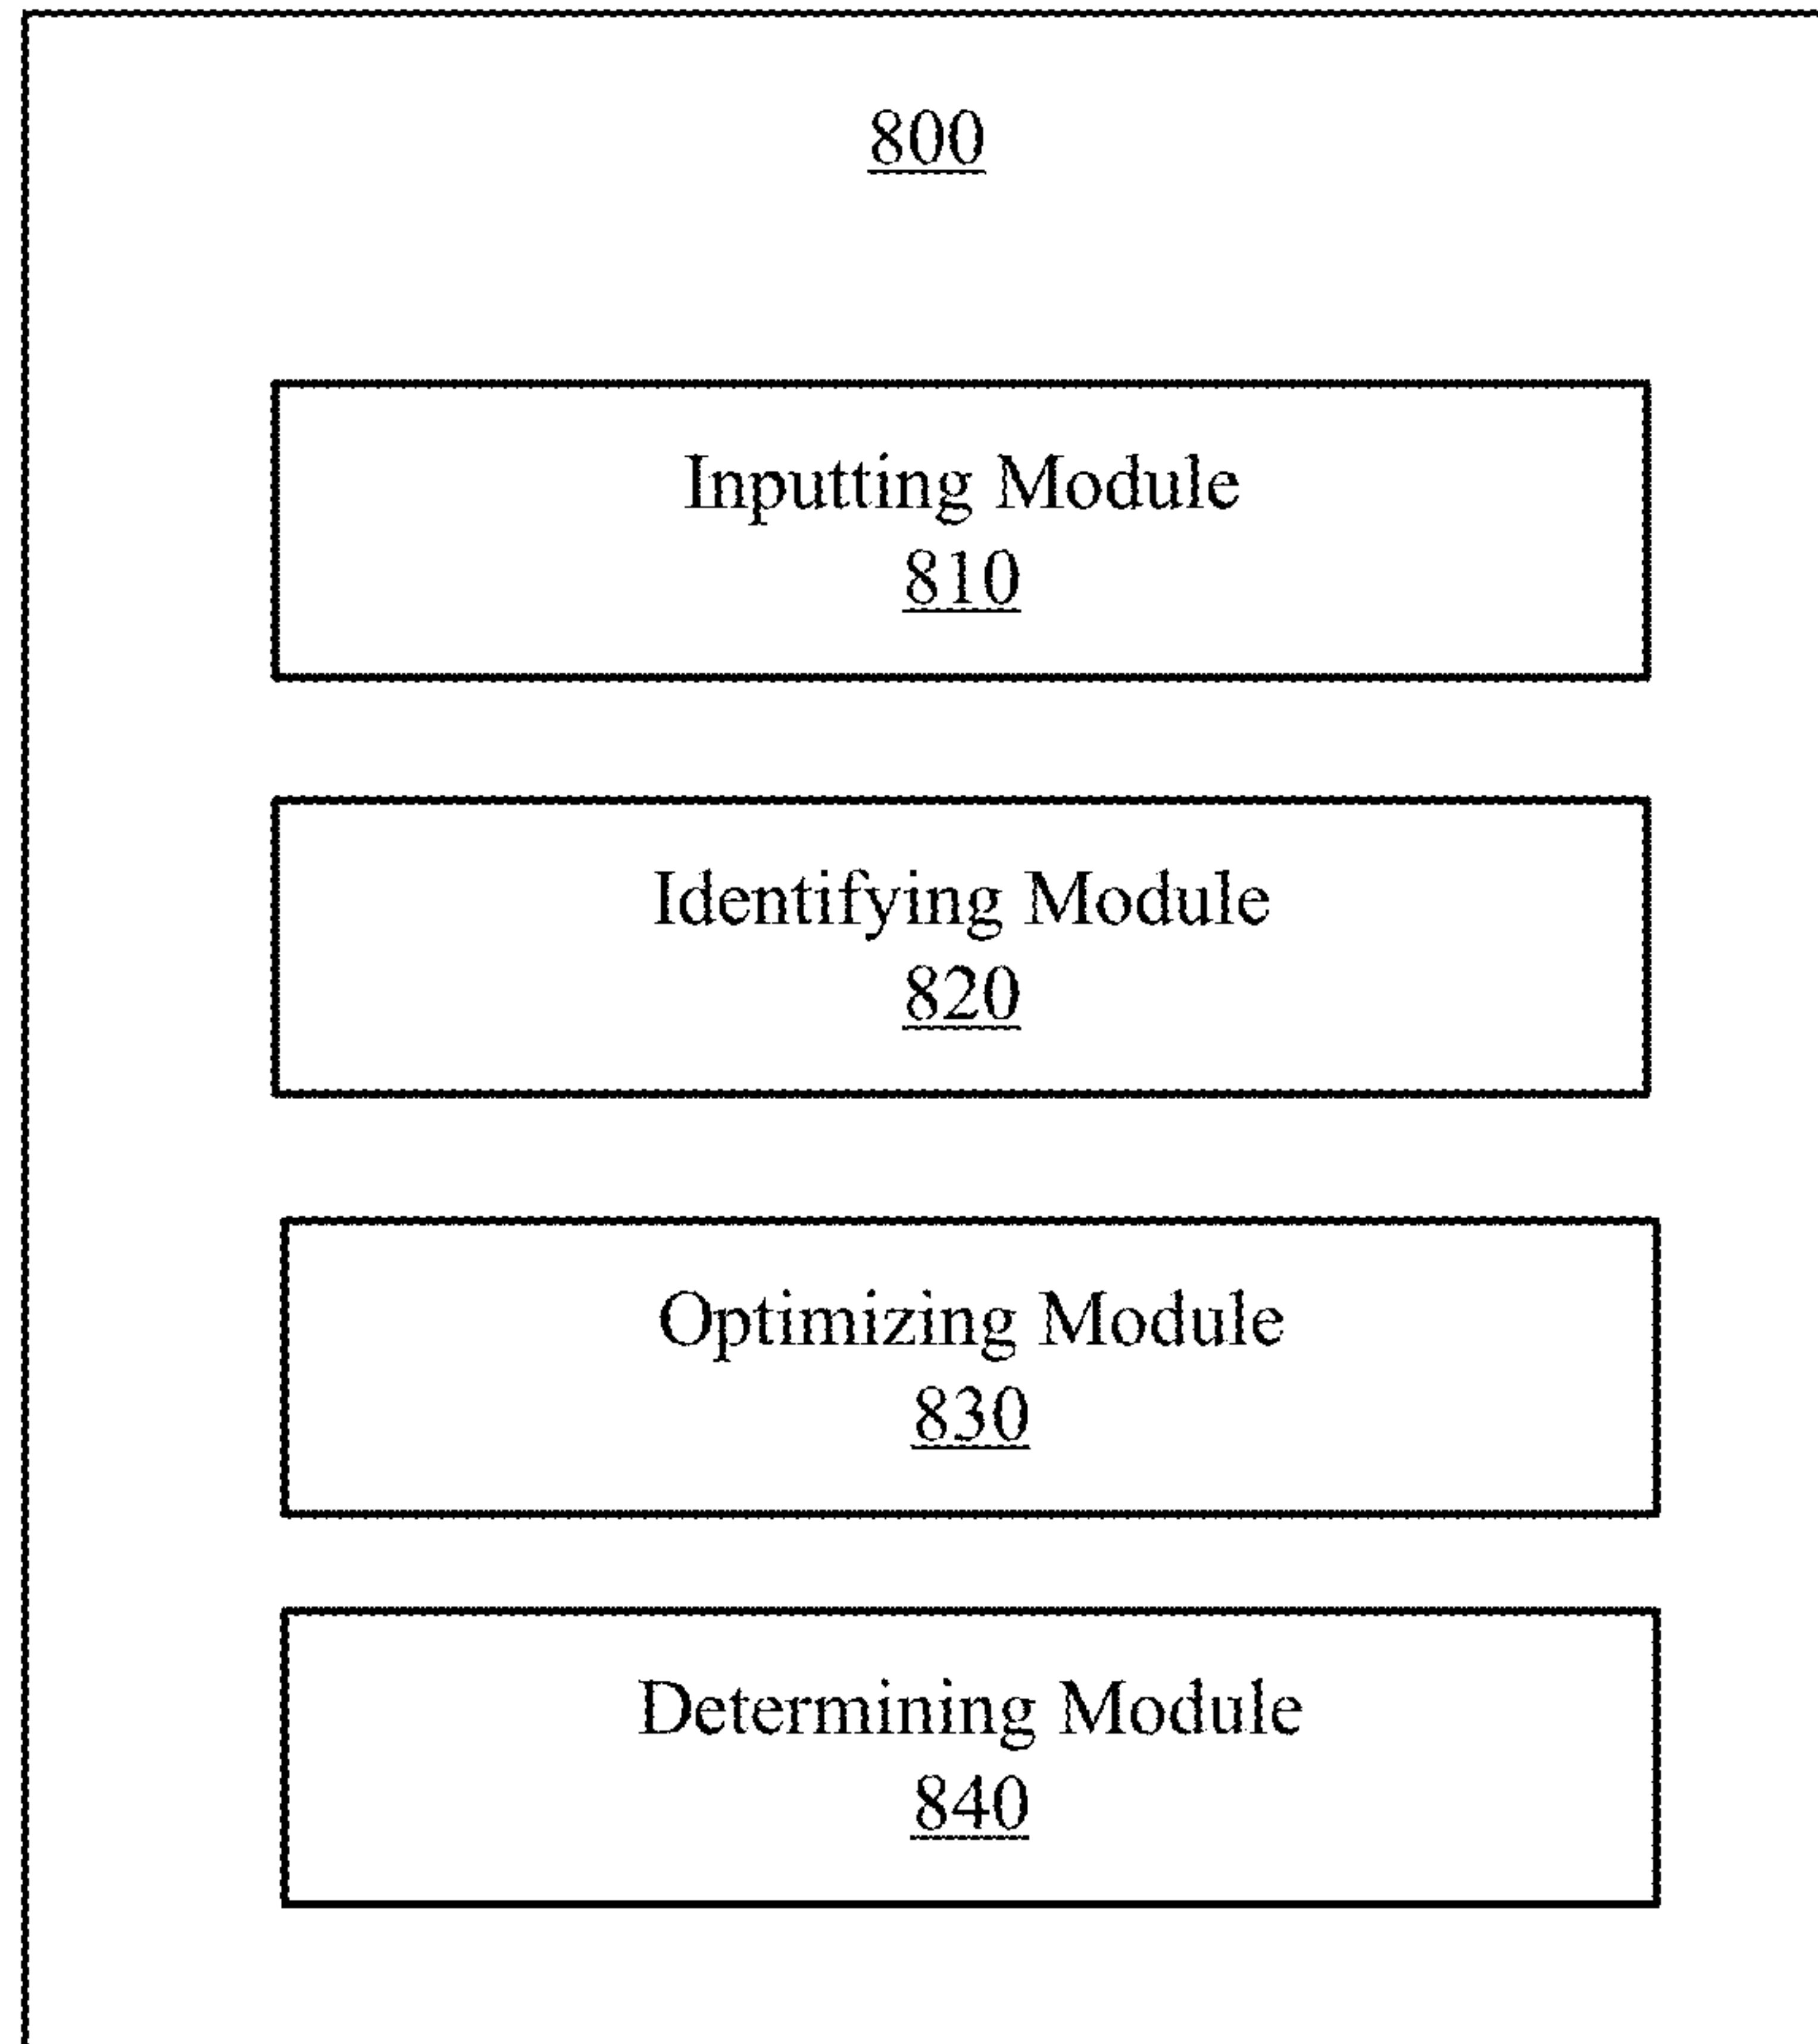 800
Inputting Module
810
Identifying Module
820
Optimizing Module
830
Determining Module
840